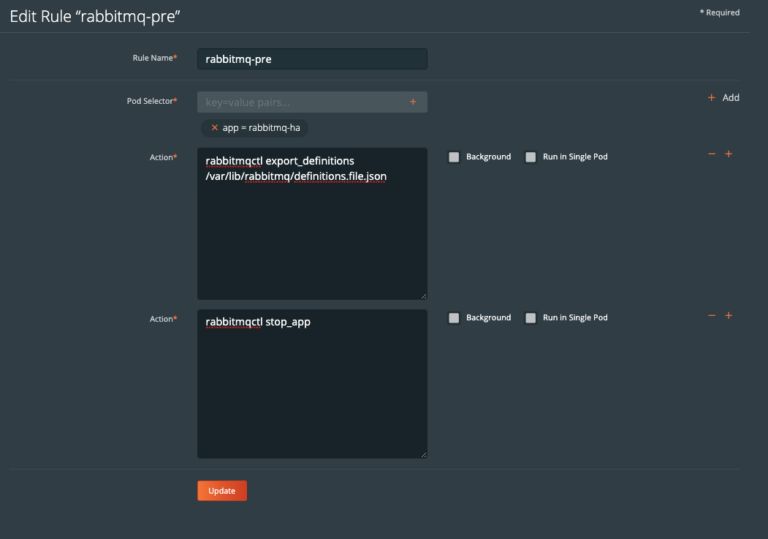 Edit Rule “rabbitmq-pre”
* Required
Rule Name*
rabbitmq-pre
Pod Selector*
key=value pairs...
+
+ Add
× app = rabbitmq-ha
Action*
rabbitmqctl export_definitions
/var/lib/rabbitmq/definitions.file.json
Background
Run in Single Pod
− +
Action*
rabbitmqctl stop_app
Background
Run in Single Pod
− +
Update